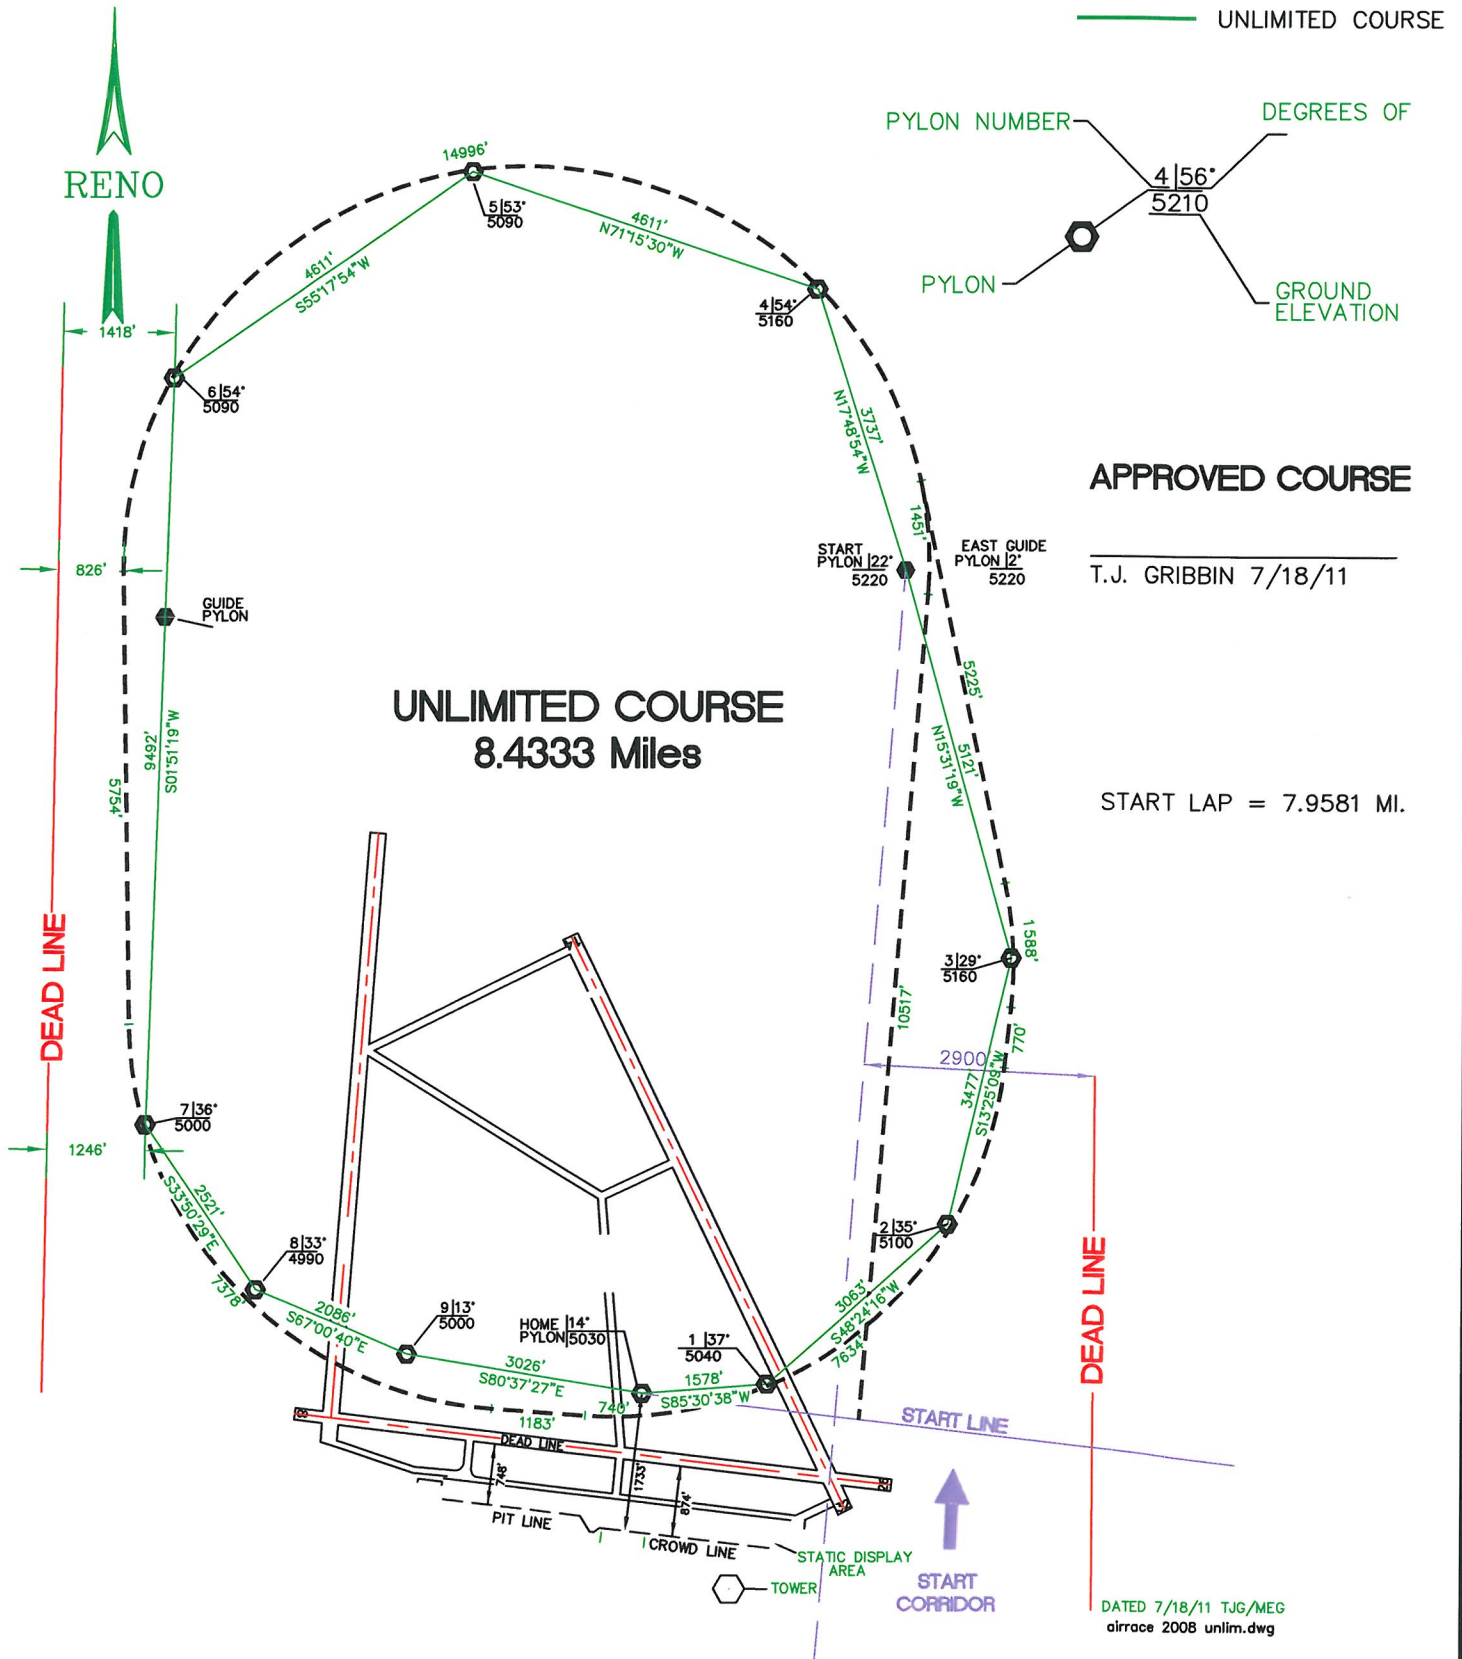 UNLIMITED COURSE
RENO
PYLON NUMBER
DEGREES OF
4|56°
5210
PYLON
GROUND
ELEVATION
14996'
5|53°
5090
4611'
N71°15'30"W
4611'
S55°17'54"W
4|54°
5160
1418'
6|54°
5090
3737'
N17°48'54"W
APPROVED COURSE
T.J. GRIBBIN 7/18/11
1451'
START
PYLON |22°
5220
EAST GUIDE
PYLON |2°
5220
826'
GUIDE
PYLON
UNLIMITED COURSE
8.4333 Miles
5225'
5121'
N15°31'19"W
9492'
S01°51'19"W
5754'
START LAP = 7.9581 MI.
DEAD LINE
1588'
3|29°
5160
10517'
770'
2900
3477'
S13°25'09"W
7|36°
5000
1246'
2521'
S33°50'29"E
2|35°
5100
8|33°
4990
7378'
2086'
S67°00'40"E
9|13°
5000
HOME |14°
PYLON|5030
1 |37°
5040
3063'
S48°24'16"W
7634'
DEAD LINE
3026'
S80°37'27"E
1578'
S85°30'38"W
740'
1183'
START LINE
DEAD LINE
748'
1733'
874'
8
26
PIT LINE
CROWD LINE
STATIC DISPLAY
AREA
TOWER
START
CORRIDOR
DATED 7/18/11 TJG/MEG
airrace 2008 unlim.dwg